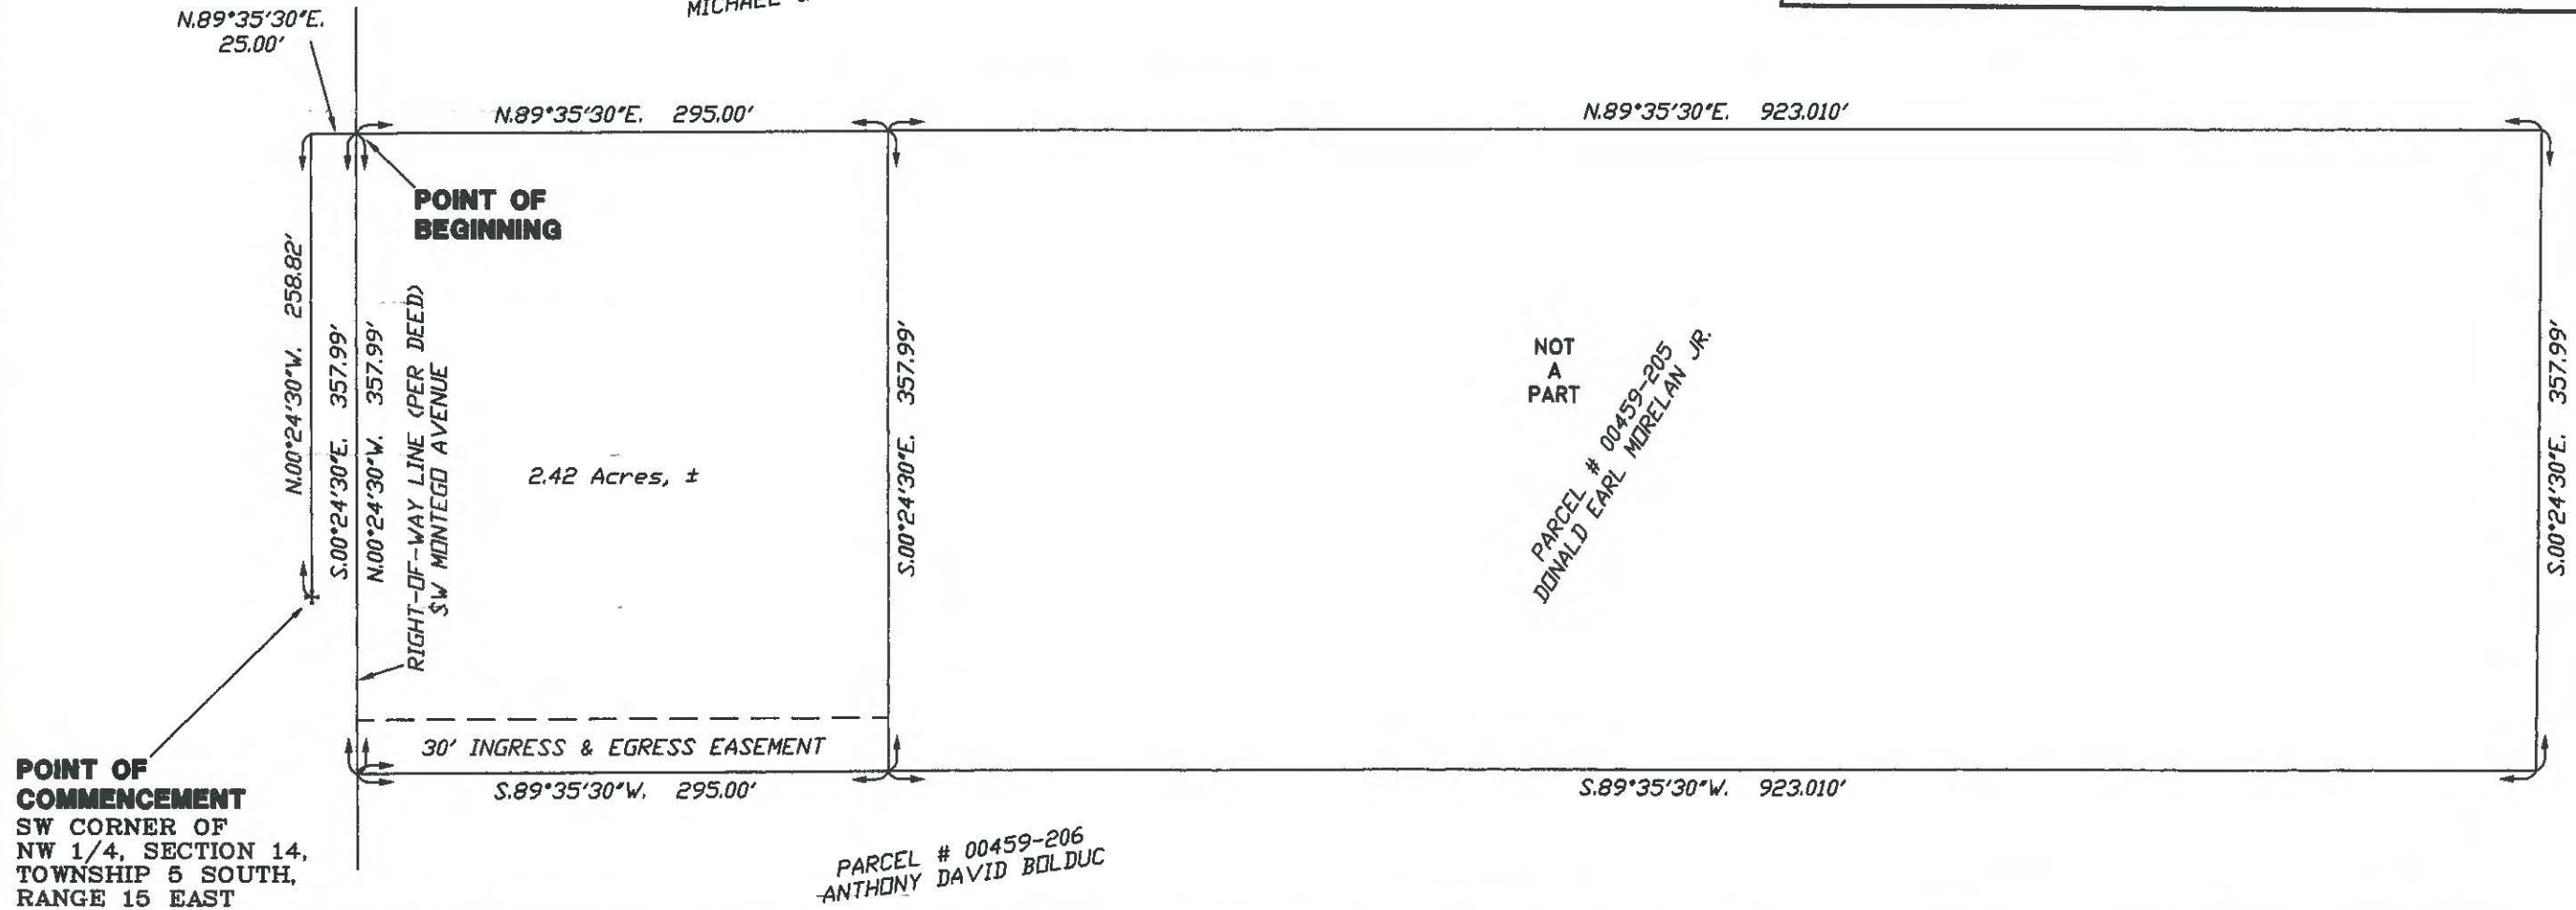 N.89°35'30"E.
25.00'
MICHAEL
N.89°35'30"E. 295.00'
N.89°35'30"E. 923.010'
POINT OF
BEGINNING
N.00°24'30"W. 258.82'
S.00°24'30"E. 357.99'
N.00°24'30"W. 357.99'
RIGHT-OF-WAY LINE (PER DEED)
SW MONTEGO AVENUE
2.42 Acres, ±
S.00°24'30"E. 357.99'
NOT
A
PART
PARCEL # 00459-205
DONALD EARL MORELAN JR.
S.00°24'30"E. 357.99'
30' INGRESS & EGRESS EASEMENT
S.89°35'30"W. 295.00'
S.89°35'30"W. 923.010'
POINT OF
COMMENCEMENT
SW CORNER OF
NW 1/4, SECTION 14,
TOWNSHIP 5 SOUTH,
RANGE 15 EAST
PARCEL # 00459-206
ANTHONY DAVID BOLDUC